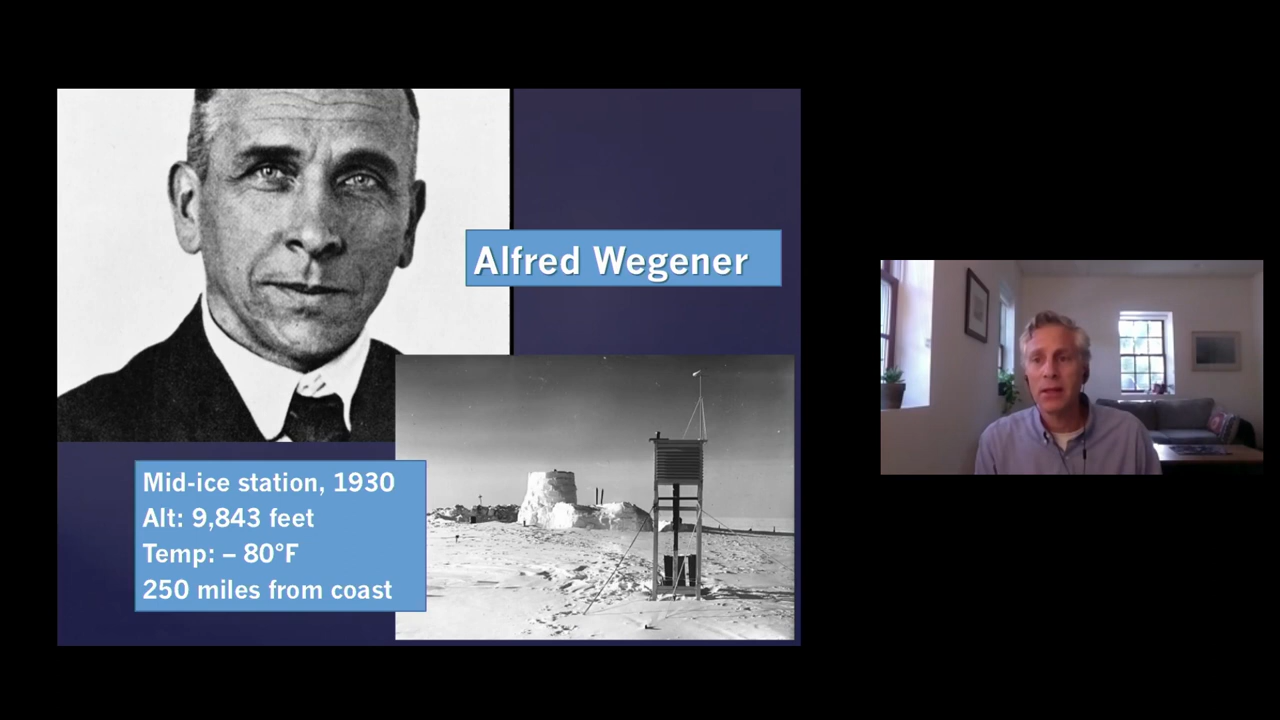 Alfred Wegener
Mid-ice station, 1930
Alt: 9,843 feet
Temp: – 80°F
250 miles from coast